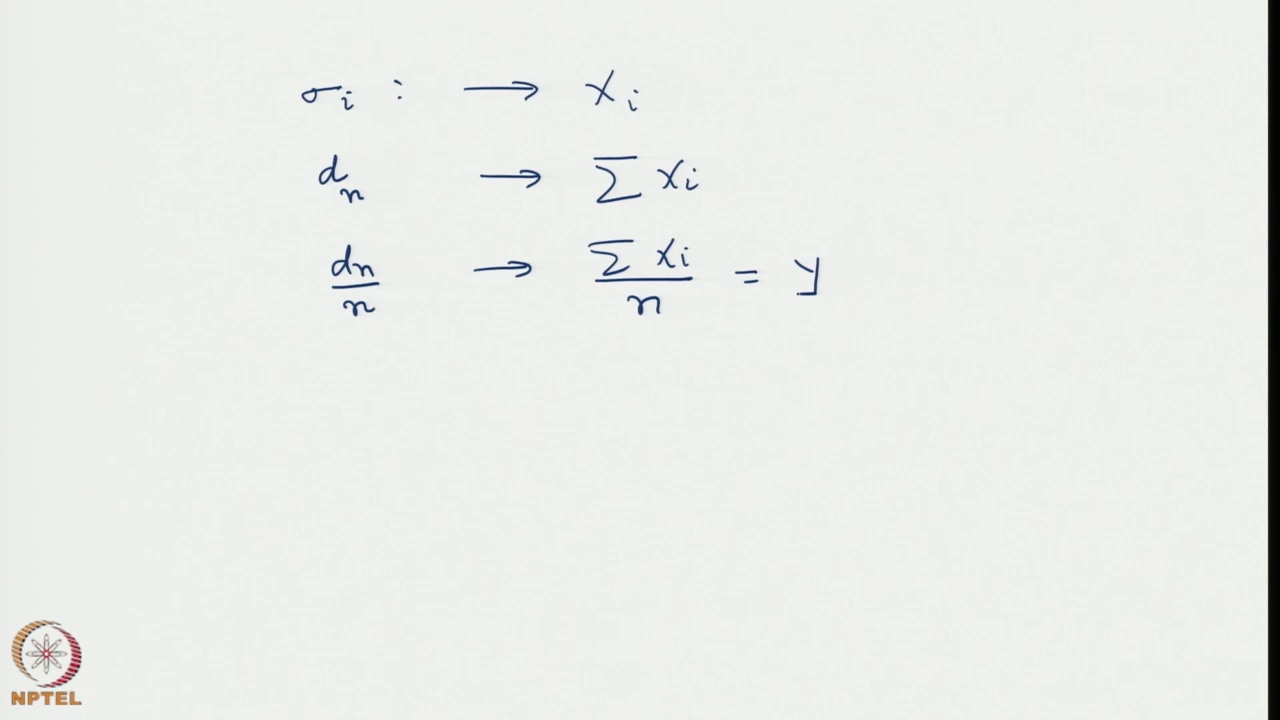 σᵢ : → Xᵢ
dₙ → ∑ Xᵢ
dₙ/n → ∑ Xᵢ / n = Y
NPTEL